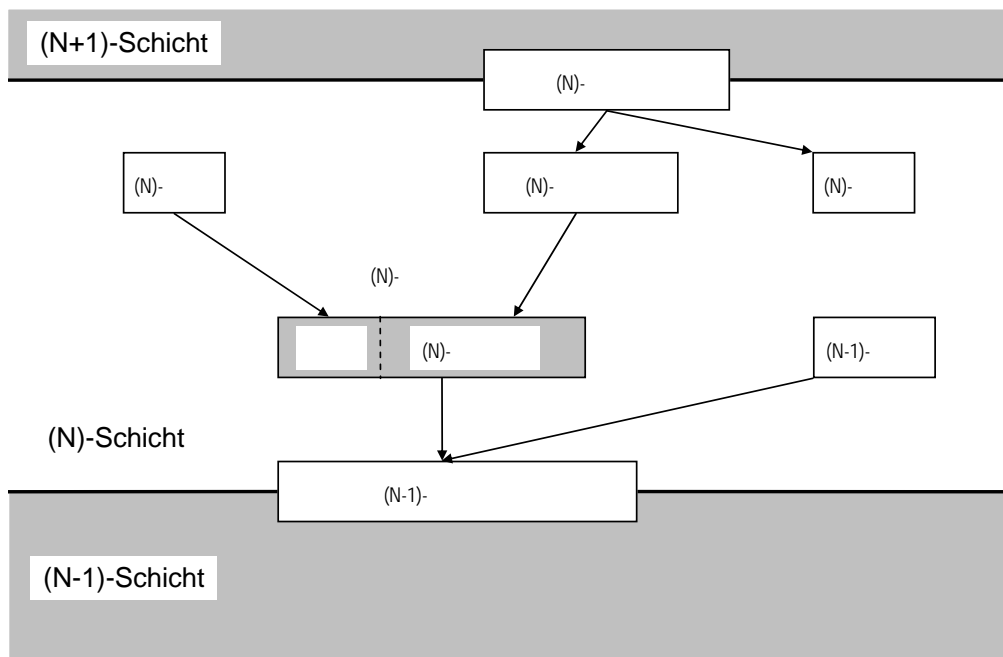 (N+1)-Schicht
(N)-
(N)-
(N)-
(N)-
(N)-
(N)-
(N-1)-
(N)-Schicht
(N-1)-
(N-1)-Schicht